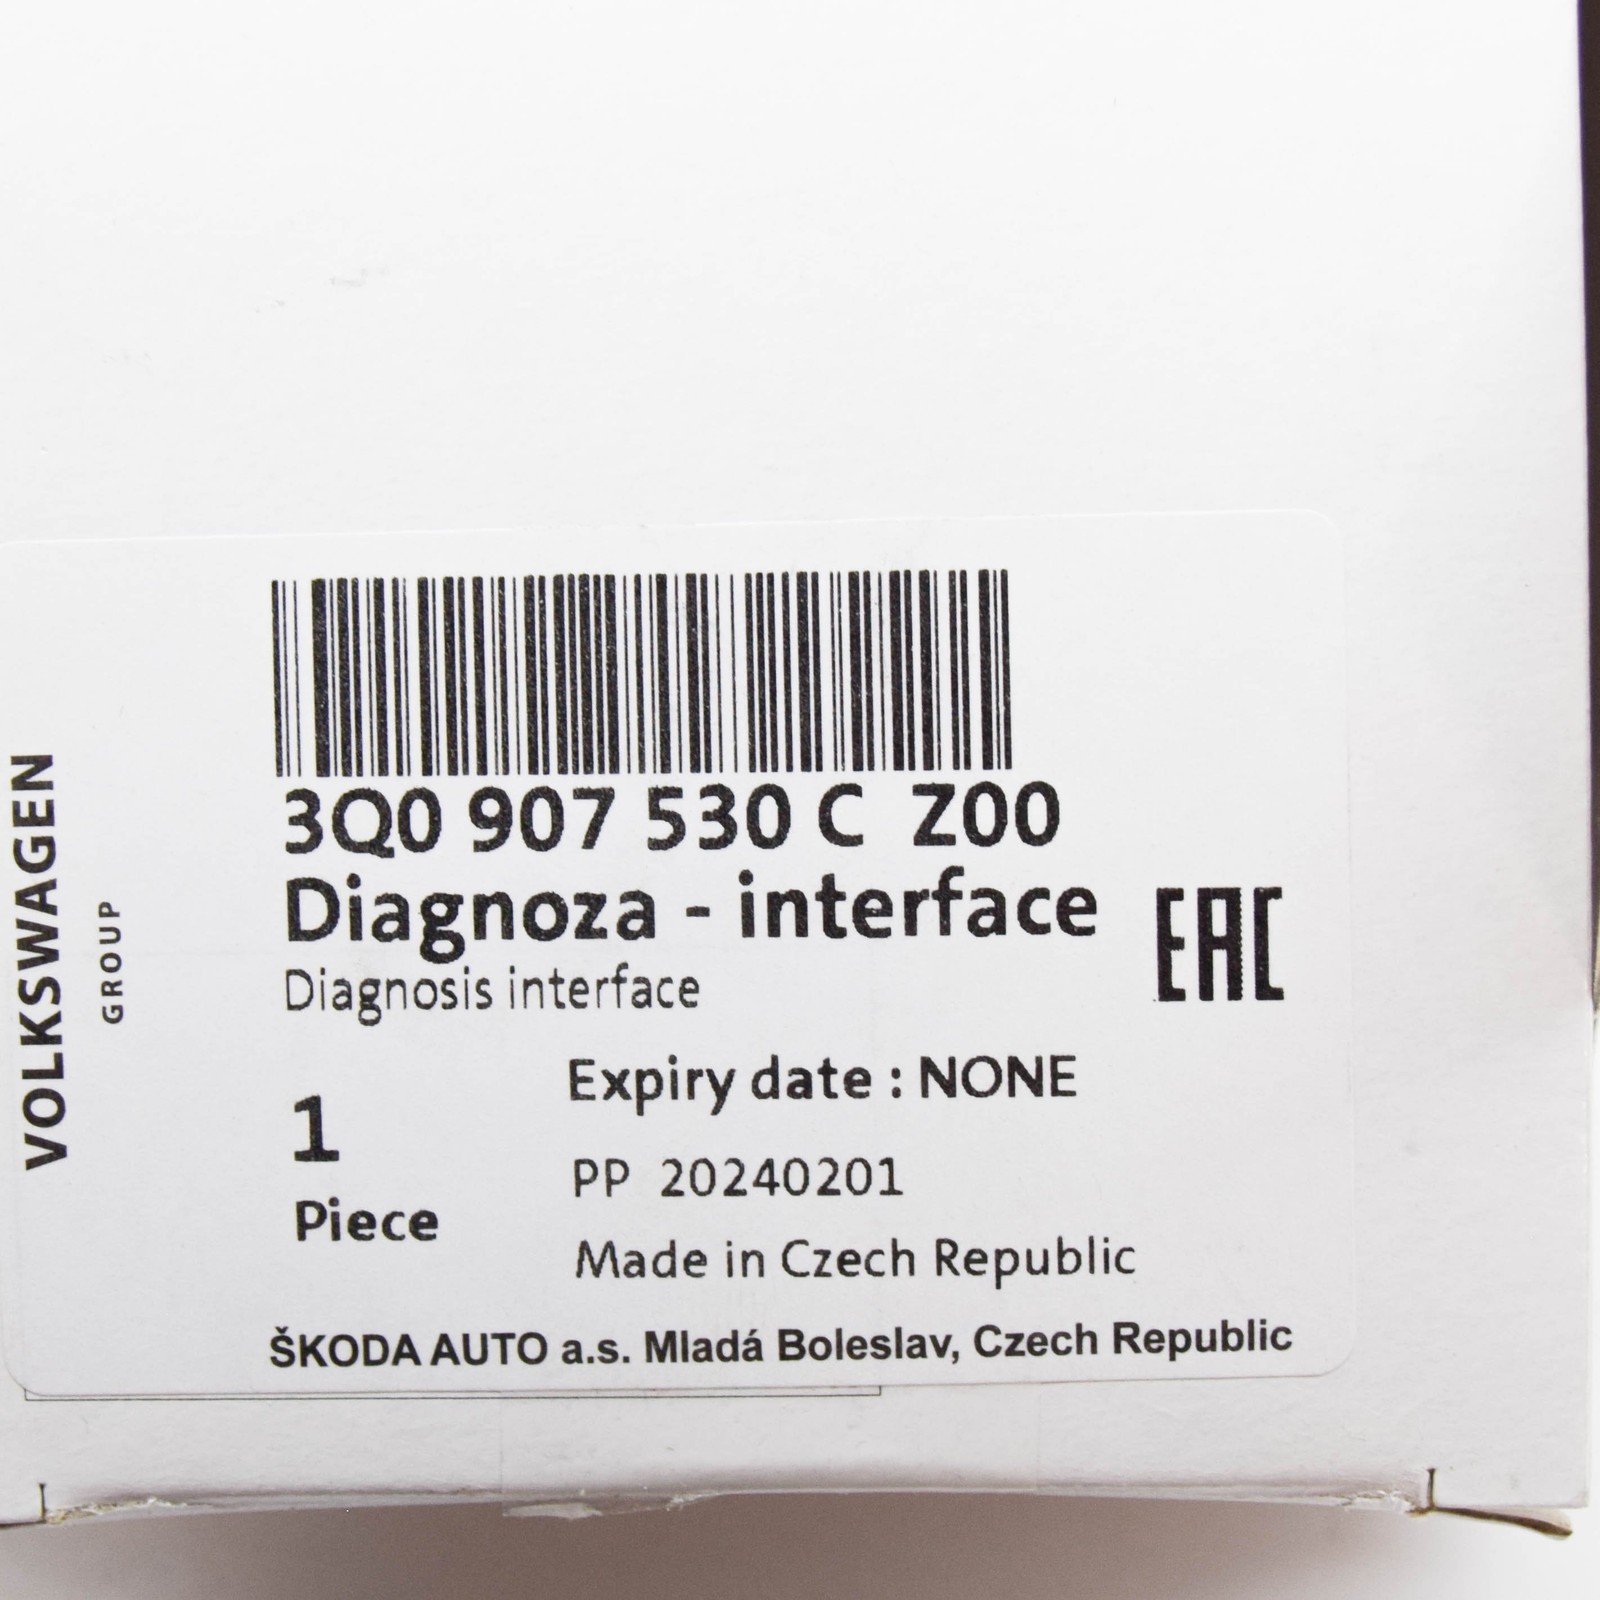 VOLKSWAGEN
GROUP
3Q0 907 530 C Z00
Diagnoza - interface
EAC
Diagnosis interface
Expiry date : NONE
1
Piece
PP 20240201
Made in Czech Republic
ŠKODA AUTO a.s. Mladá Boleslav, Czech Republic